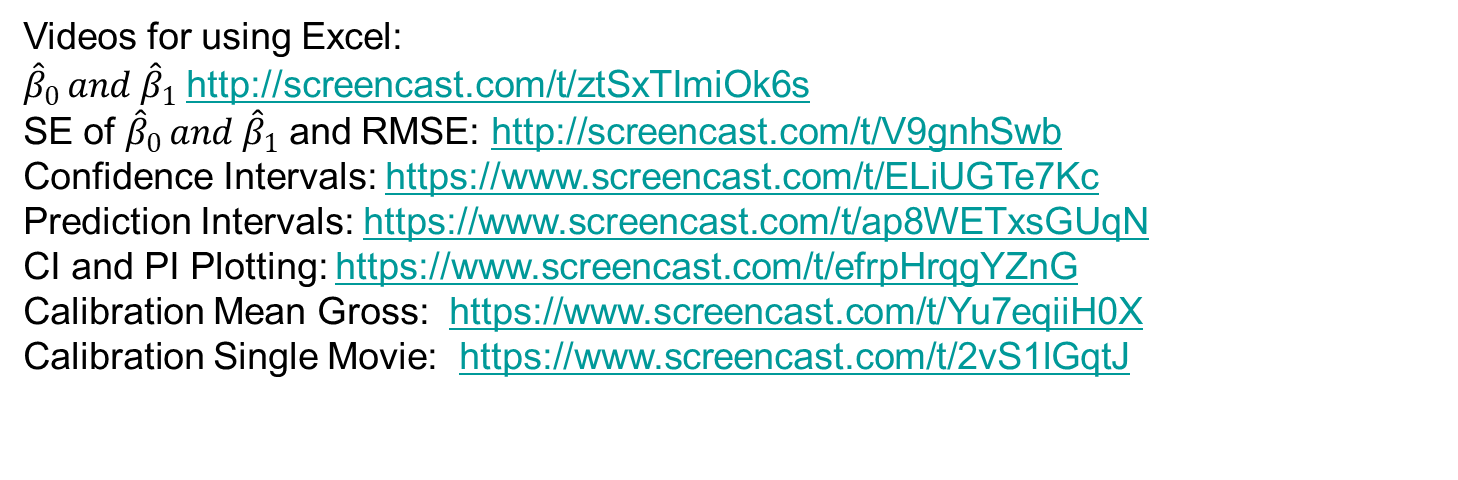 Videos for using Excel:
β̂₀ and β̂₁ http://screencast.com/t/ztSxTImiOk6s
SE of β̂₀ and β̂₁ and RMSE: http://screencast.com/t/V9gnhSwb
Confidence Intervals: https://www.screencast.com/t/ELiUGTe7Kc
Prediction Intervals: https://www.screencast.com/t/ap8WETxsGUqN
CI and PI Plotting: https://www.screencast.com/t/efrpHrqgYZnG
Calibration Mean Gross: https://www.screencast.com/t/Yu7eqiiH0X
Calibration Single Movie: https://www.screencast.com/t/2vS1lGqtJ